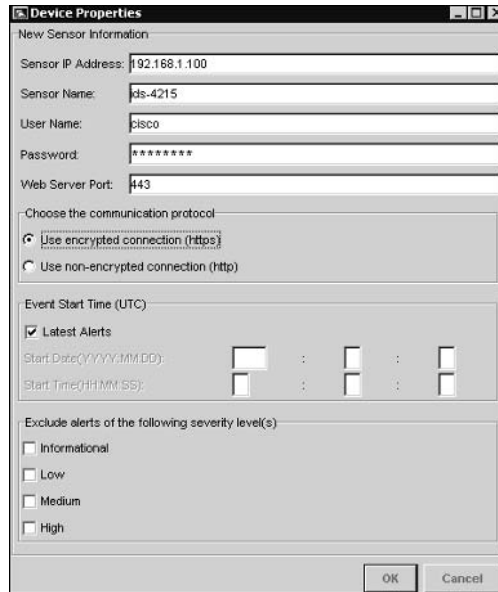 Device Properties
New Sensor Information
Sensor IP Address: 192.168.1.100
Sensor Name: ids-4215
User Name: cisco
Password: ********
Web Server Port: 443
Choose the communication protocol
Use encrypted connection (https)
Use non-encrypted connection (http)
Event Start Time (UTC)
Latest Alerts
Start Date(YYYY:MM:DD): : :
Start Time(HH:MM:SS): : :
Exclude alerts of the following severity level(s)
Informational
Low
Medium
High
OK Cancel